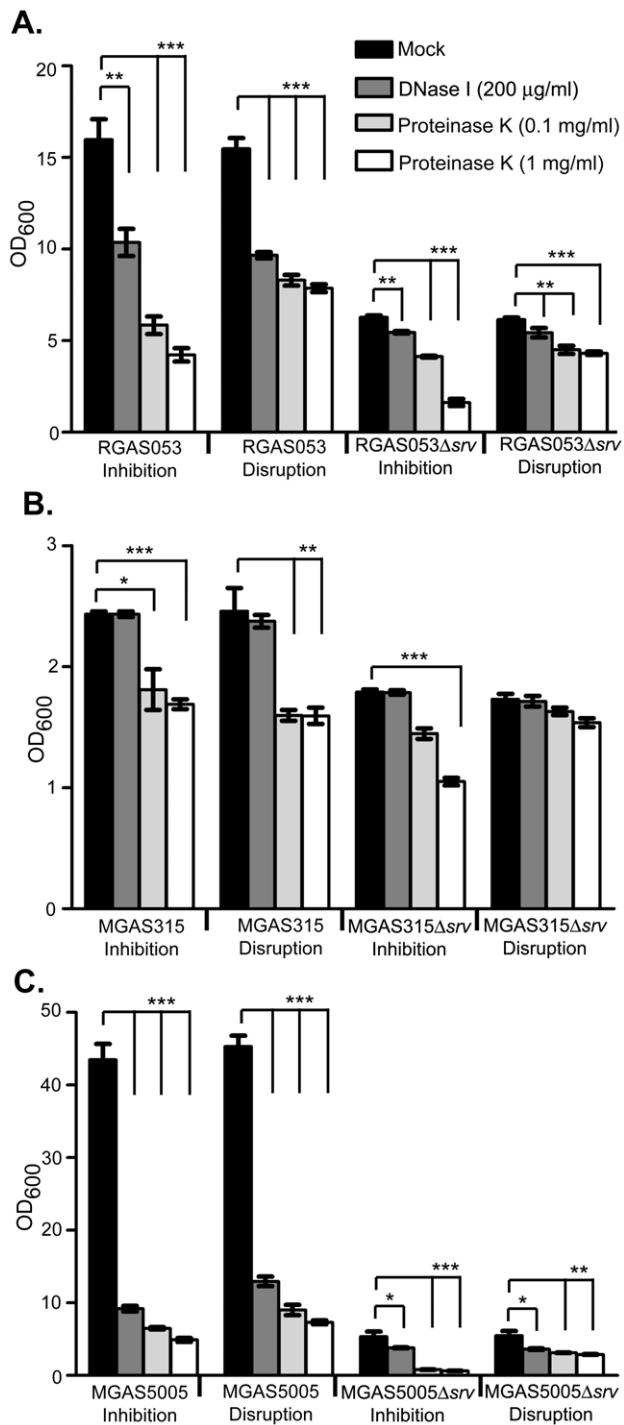 A.
Mock
DNase I (200 µg/ml)
Proteinase K (0.1 mg/ml)
Proteinase K (1 mg/ml)
*** ** *** ** *** ** ***
OD600
20
15
10
5
0
RGAS053 RGAS053 RGAS053Δsrv RGAS053Δsrv
Inhibition Disruption Inhibition Disruption
B.
*** * ** ***
OD600
3
2
1
0
MGAS315 MGAS315 MGAS315Δsrv MGAS315Δsrv
Inhibition Disruption Inhibition Disruption
C.
*** *** * *** * **
OD600
50
40
30
20
10
0
MGAS5005 MGAS5005 MGAS5005Δsrv MGAS5005Δsrv
Inhibition Disruption Inhibition Disruption